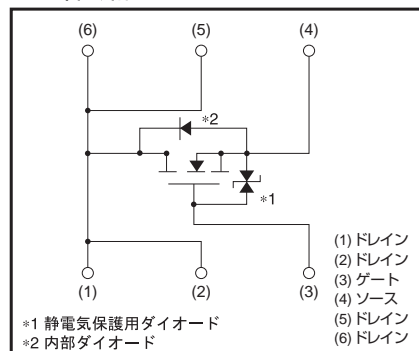 (6) (5) (4)
*2
*1
(1) (2) (3)
(1) ドレイン
(2) ドレイン
(3) ゲート
(4) ソース
(5) ドレイン
(6) ドレイン
*1 静電気保護用ダイオード
*2 内部ダイオード